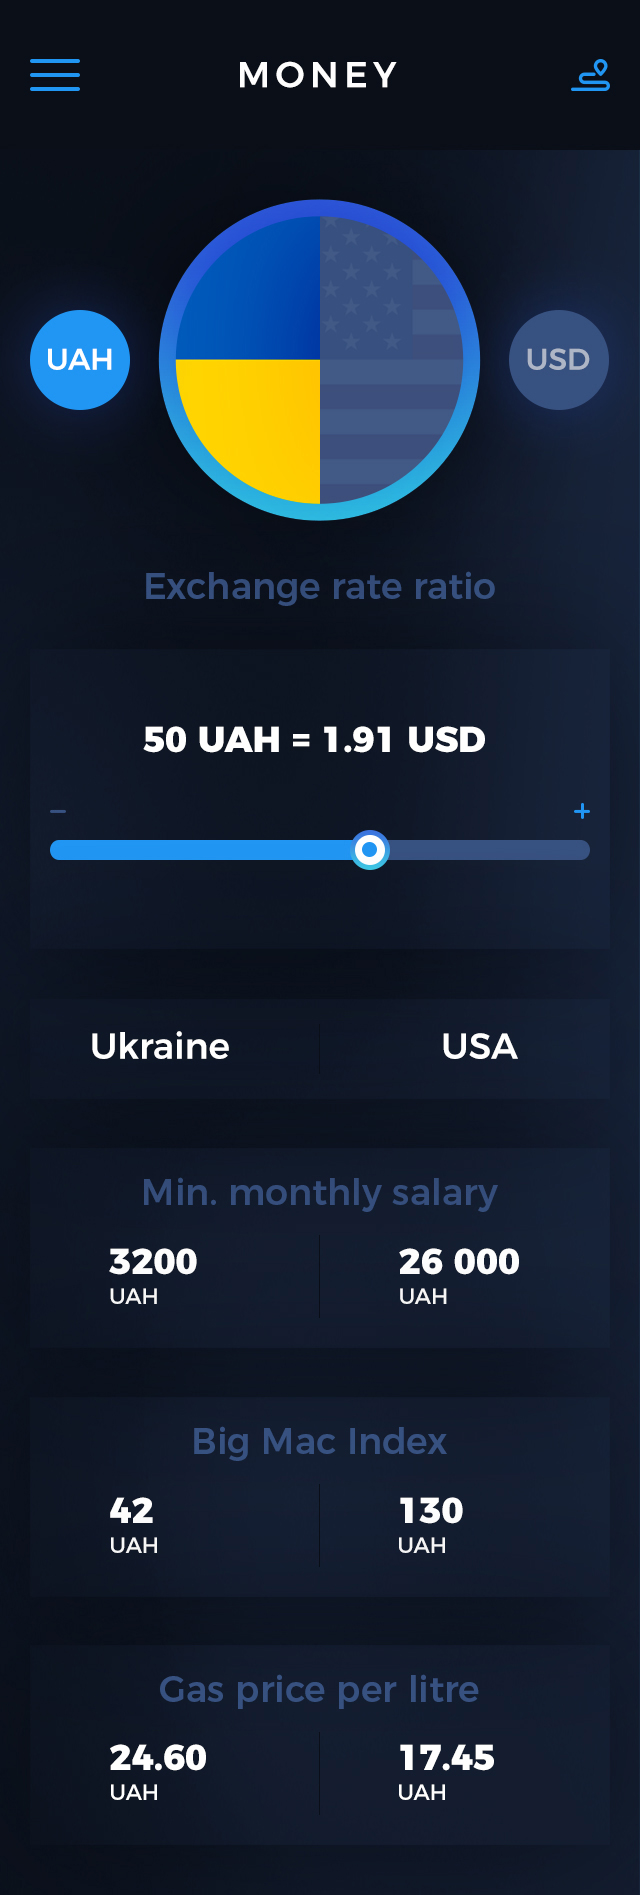 MONEY
UAH
USD
Exchange rate ratio
50 UAH = 1.91 USD
− +
Ukraine USA
Min. monthly salary
3200 26 000
UAH UAH
Big Mac Index
42 130
UAH UAH
Gas price per litre
24.60 17.45
UAH UAH